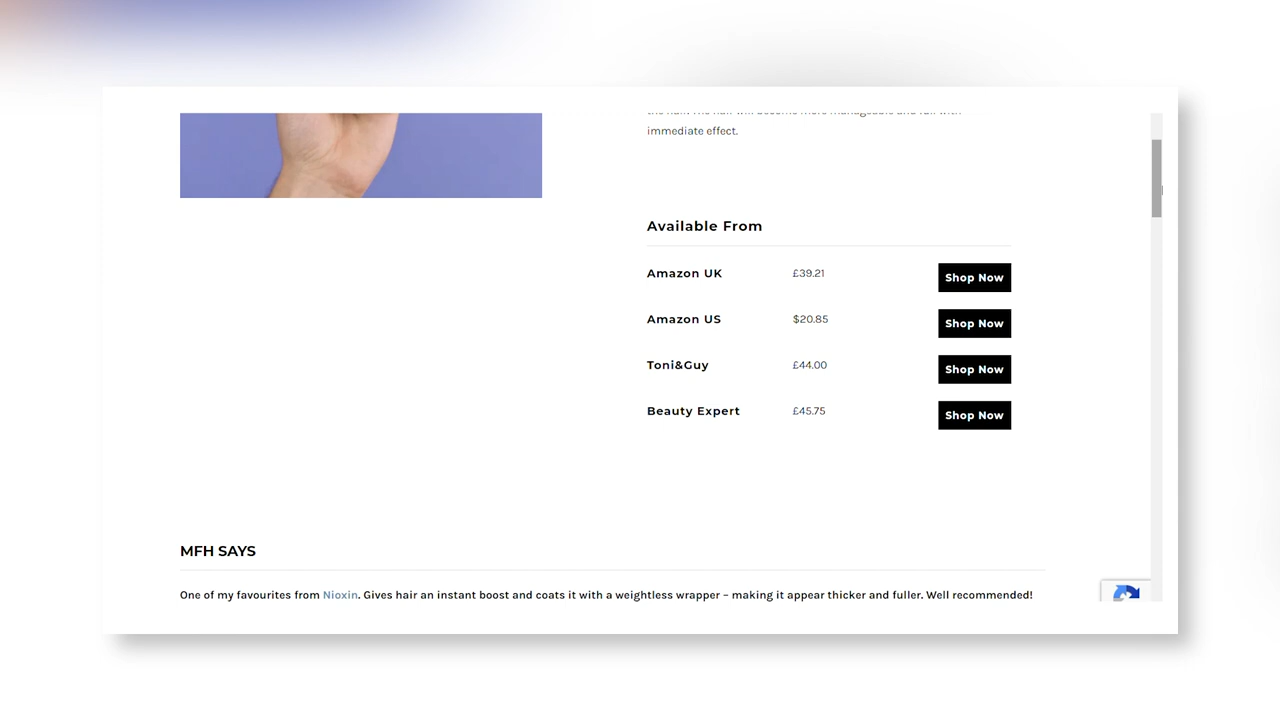 immediate effect.
Available From
Amazon UK £39.21 Shop Now
Amazon US $20.85 Shop Now
Toni&Guy £44.00 Shop Now
Beauty Expert £45.75 Shop Now
MFH SAYS
One of my favourites from Nioxin. Gives hair an instant boost and coats it with a weightless wrapper – making it appear thicker and fuller. Well recommended!